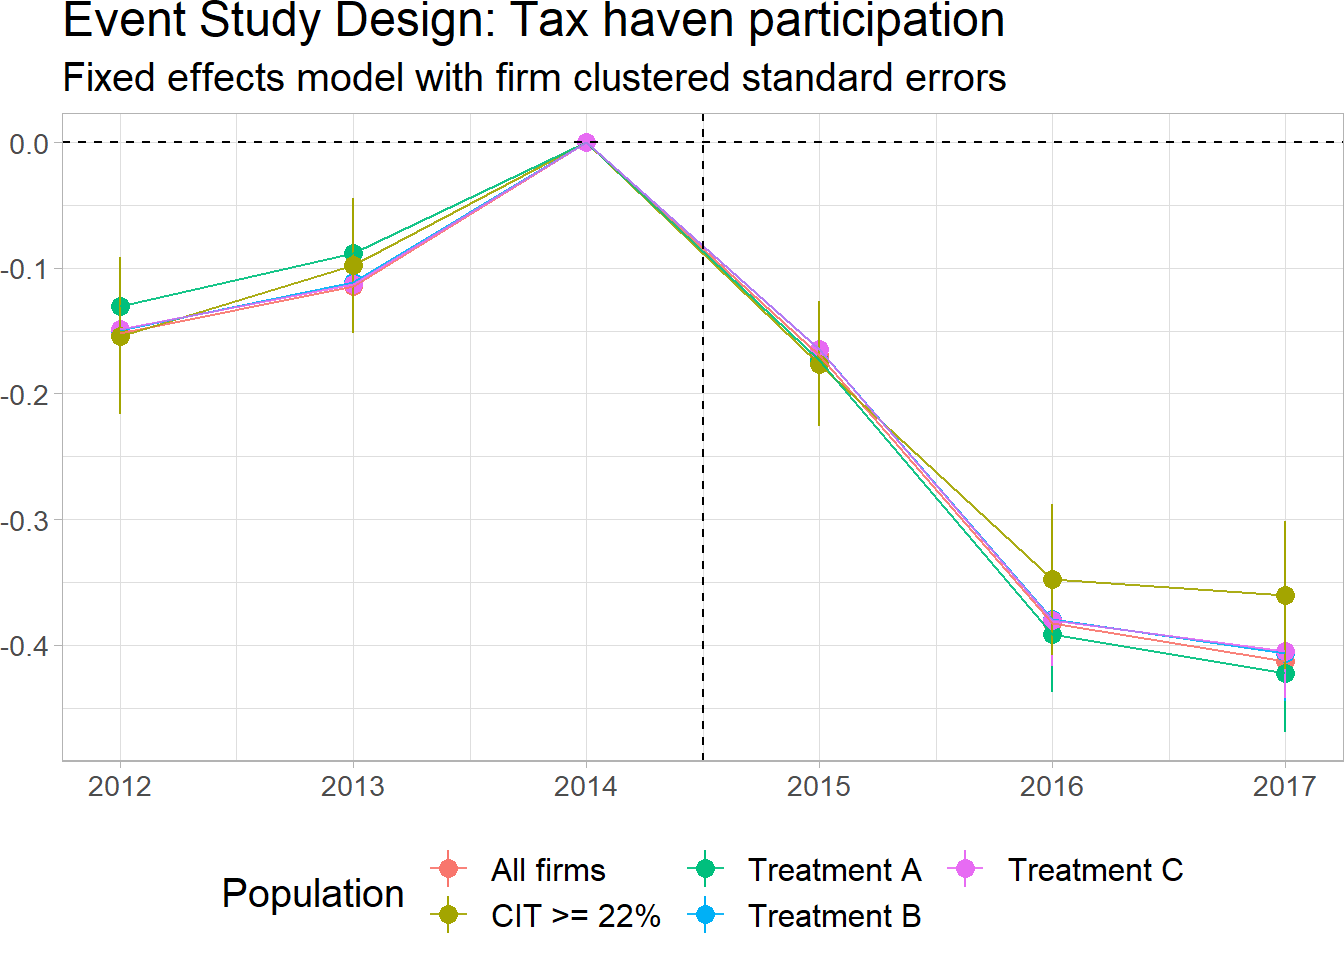 Event Study Design: Tax haven participation
Fixed effects model with firm clustered standard errors
0.0
-0.1
-0.2
-0.3
-0.4
2012 2013 2014 2015 2016 2017
Population
All firms Treatment A Treatment C
CIT >= 22% Treatment B